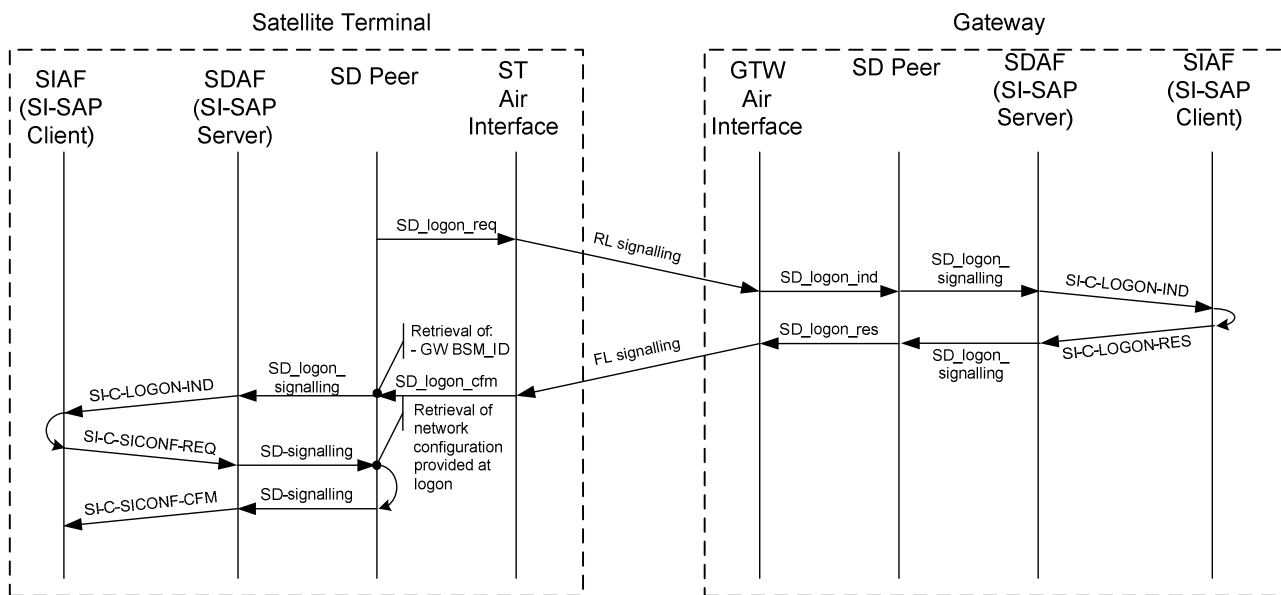 Satellite Terminal
Gateway
SIAF
(SI-SAP
Client)
SDAF
(SI-SAP
Server)
SD Peer
ST
Air
Interface
GTW
Air
Interface
SD Peer
SDAF
(SI-SAP
Server)
SIAF
(SI-SAP
Client)
SD_logon_req
RL signalling
SD_logon_ind
SD_logon_
signalling
SI-C-LOGON-IND
SD_logon_res
SD_logon_
signalling
SI-C-LOGON-RES
FL signalling
Retrieval of:
- GW BSM_ID
SD_logon_cfm
SD_logon_
signalling
SI-C-LOGON-IND
Retrieval of
network
configuration
provided at
logon
SI-C-SICONF-REQ
SD-signalling
SD-signalling
SI-C-SICONF-CFM